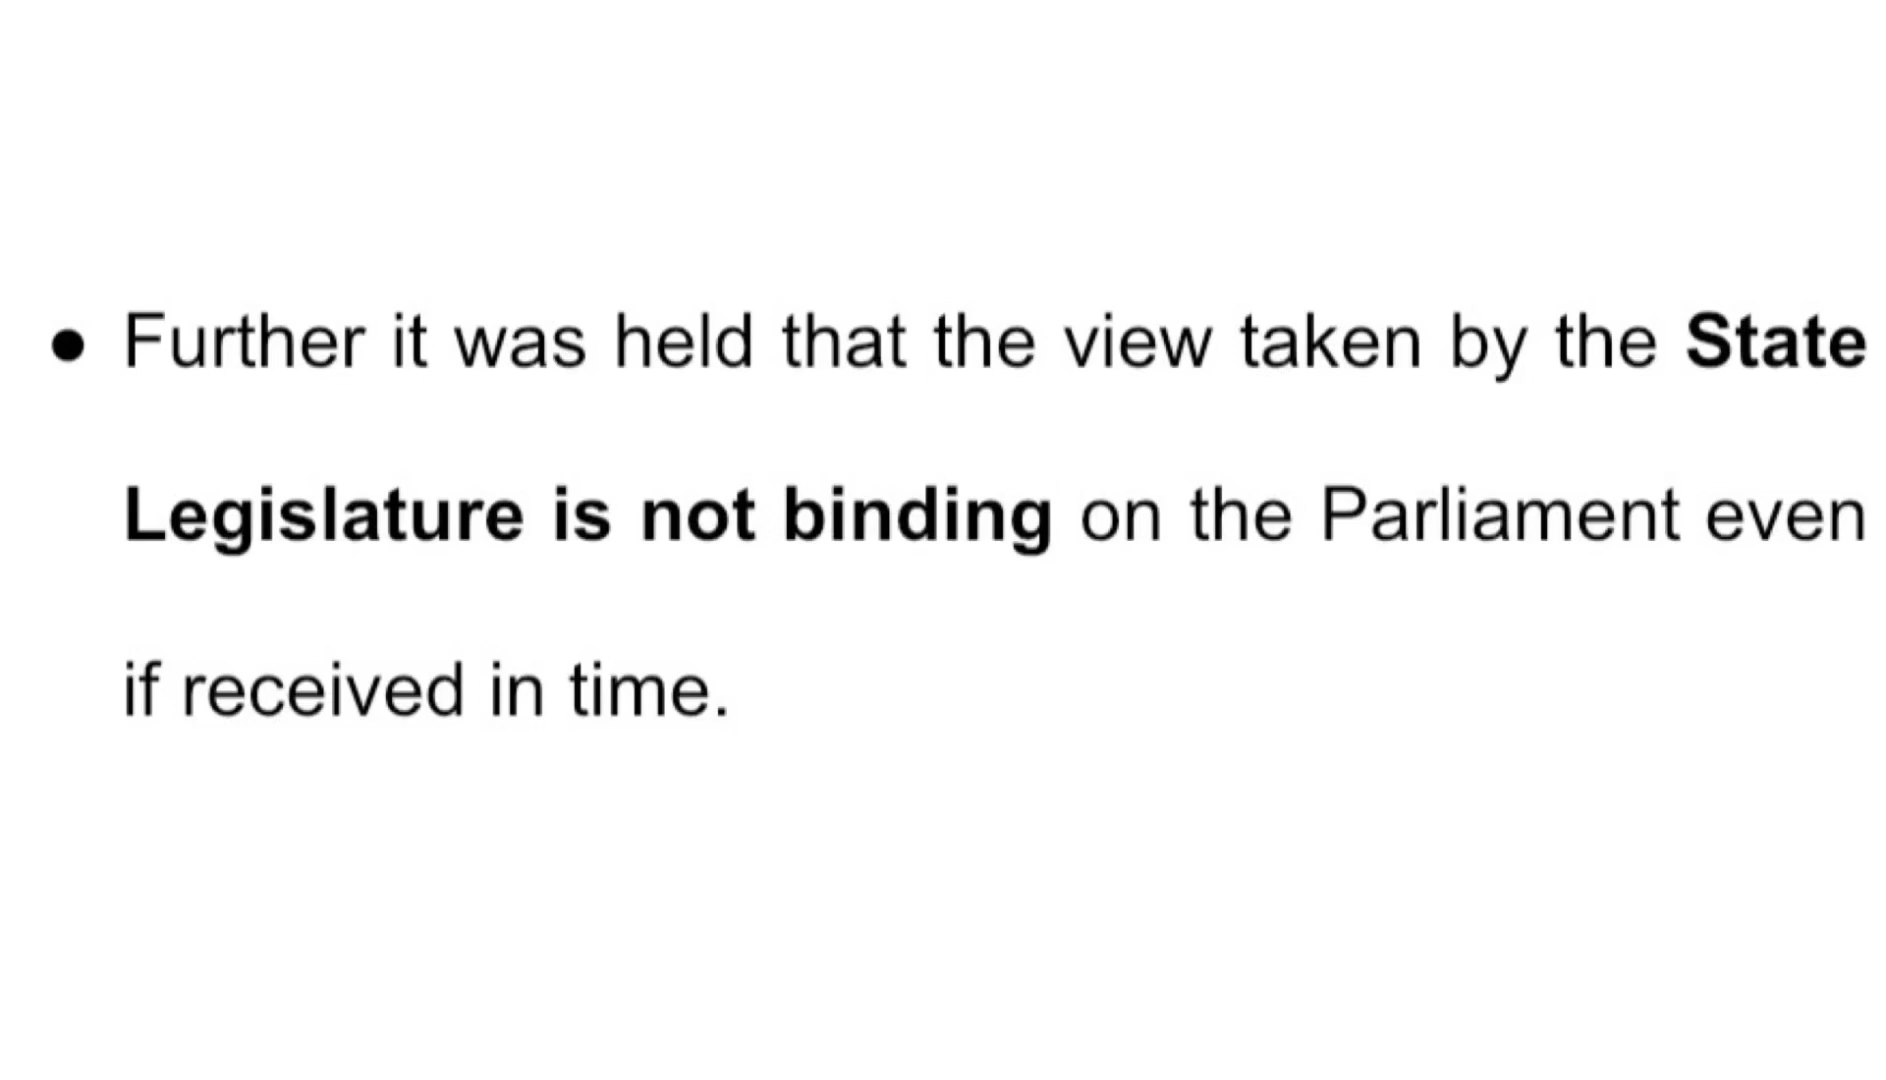 ● Further it was held that the view taken by the State
Legislature is not binding on the Parliament even
if received in time.